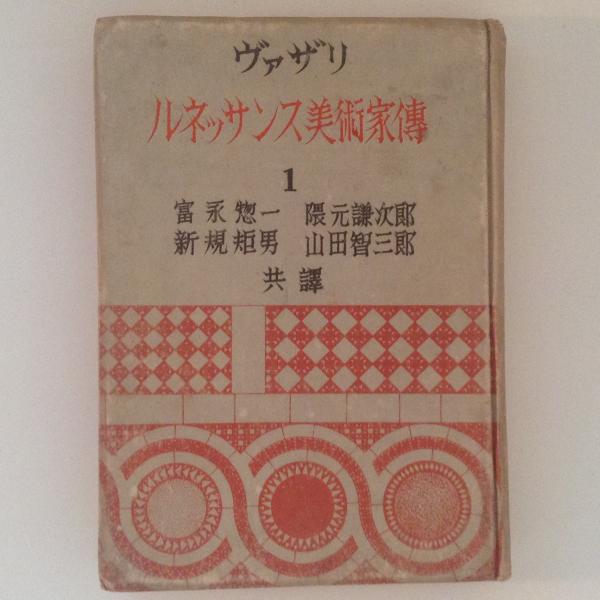 ヴァザリ
ルネッサンス美術家傳
1
富永惣一 隈元謙次郎
新規矩男 山田智三郎
共譯